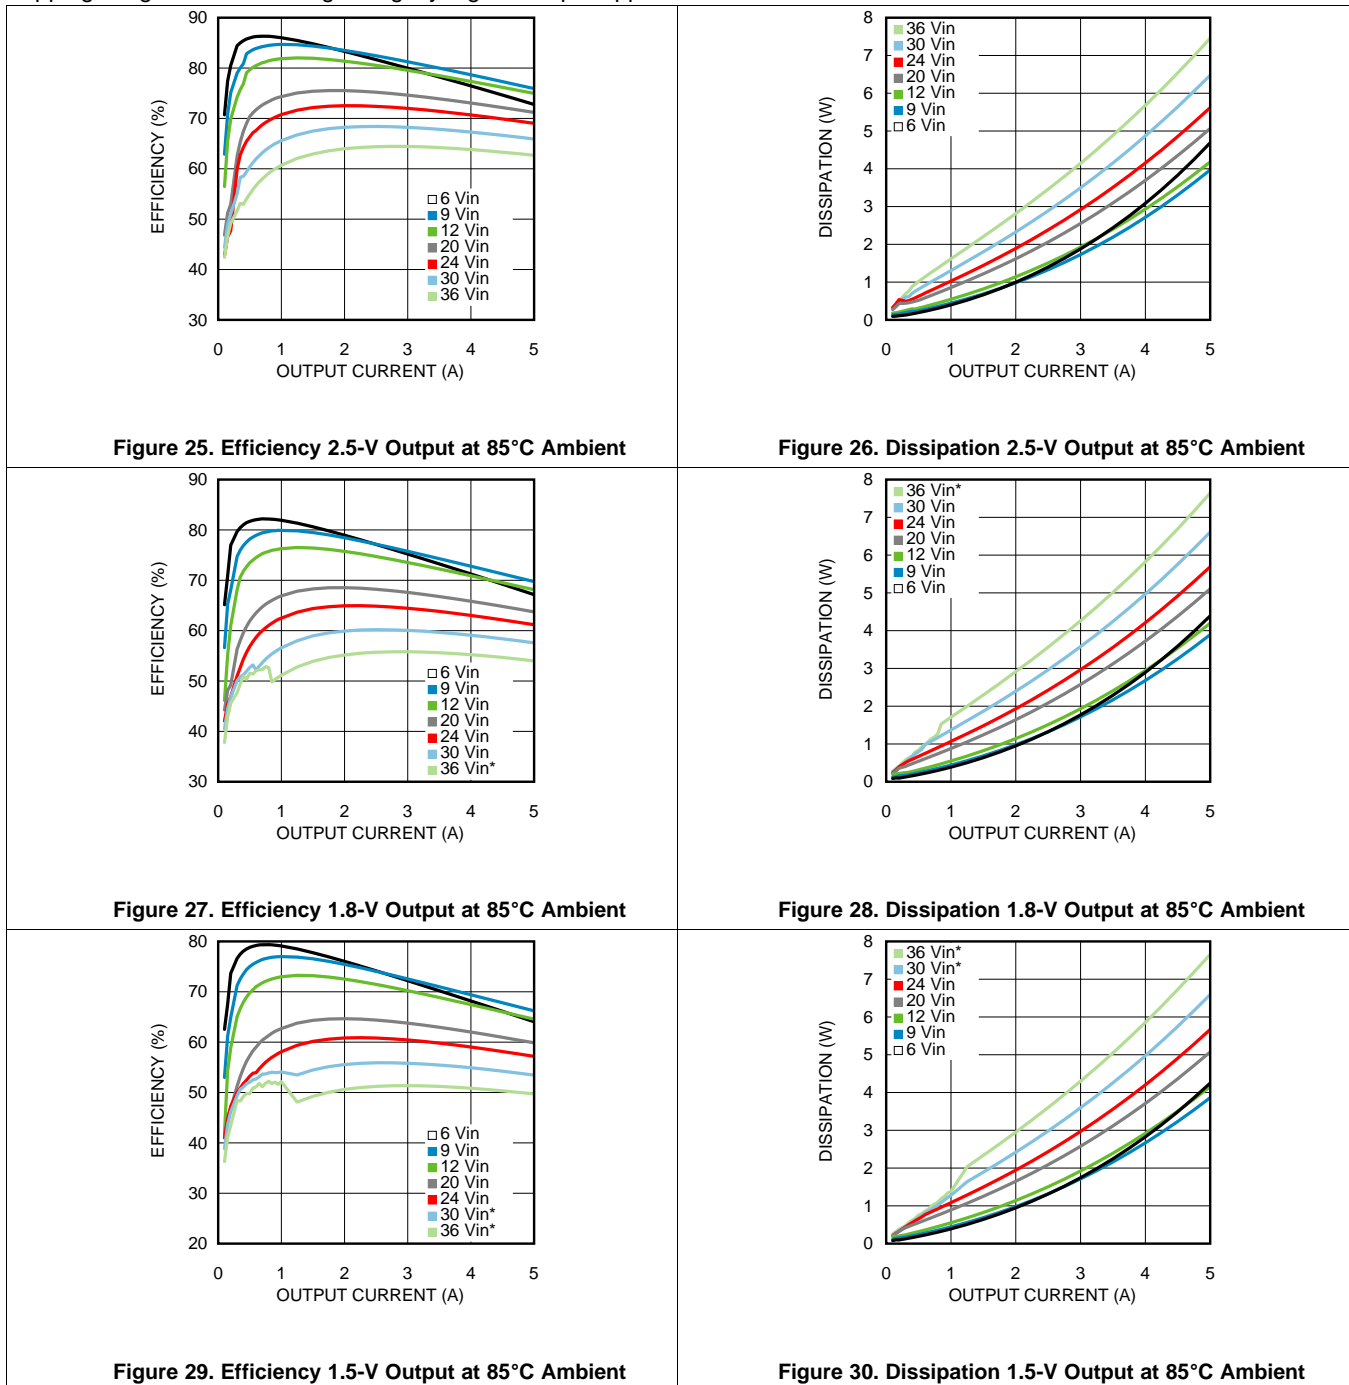 90
80
70
60
50
40
30
EFFICIENCY (%)
6 Vin
9 Vin
12 Vin
20 Vin
24 Vin
30 Vin
36 Vin
0 1 2 3 4 5
OUTPUT CURRENT (A)
Figure 25. Efficiency 2.5-V Output at 85°C Ambient
8
7
6
5
4
3
2
1
0
DISSIPATION (W)
36 Vin
30 Vin
24 Vin
20 Vin
12 Vin
9 Vin
6 Vin
0 1 2 3 4 5
OUTPUT CURRENT (A)
Figure 26. Dissipation 2.5-V Output at 85°C Ambient
90
80
70
60
50
40
30
EFFICIENCY (%)
6 Vin
9 Vin
12 Vin
20 Vin
24 Vin
30 Vin
36 Vin*
0 1 2 3 4 5
OUTPUT CURRENT (A)
Figure 27. Efficiency 1.8-V Output at 85°C Ambient
8
7
6
5
4
3
2
1
0
DISSIPATION (W)
36 Vin*
30 Vin
24 Vin
20 Vin
12 Vin
9 Vin
6 Vin
0 1 2 3 4 5
OUTPUT CURRENT (A)
Figure 28. Dissipation 1.8-V Output at 85°C Ambient
80
70
60
50
40
30
20
EFFICIENCY (%)
6 Vin
9 Vin
12 Vin
20 Vin
24 Vin
30 Vin*
36 Vin*
0 1 2 3 4 5
OUTPUT CURRENT (A)
Figure 29. Efficiency 1.5-V Output at 85°C Ambient
8
7
6
5
4
3
2
1
0
DISSIPATION (W)
36 Vin*
30 Vin*
24 Vin
20 Vin
12 Vin
9 Vin
6 Vin
0 1 2 3 4 5
OUTPUT CURRENT (A)
Figure 30. Dissipation 1.5-V Output at 85°C Ambient